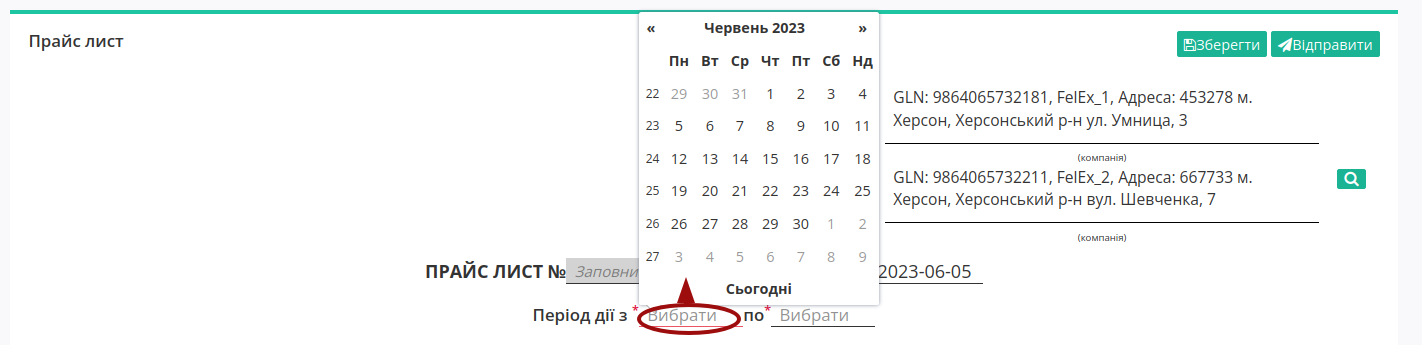 Прайс лист
Зберегти Відправити
« Червень 2023 »
Пн Вт Ср Чт Пт Сб Нд
22 29 30 31 1 2 3 4
23 5 6 7 8 9 10 11
24 12 13 14 15 16 17 18
25 19 20 21 22 23 24 25
26 26 27 28 29 30 1 2
27 3 4 5 6 7 8 9
Сьогодні
GLN: 9864065732181, FelEx_1, Адреса: 453278 м.
Херсон, Херсонський р-н ул. Умница, 3
(компанія)
GLN: 9864065732211, FelEx_2, Адреса: 667733 м.
Херсон, Херсонський р-н вул. Шевченка, 7
(компанія)
ПРАЙС ЛИСТ № Заповни 2023-06-05
Період дії з * Вибрати по * Вибрати